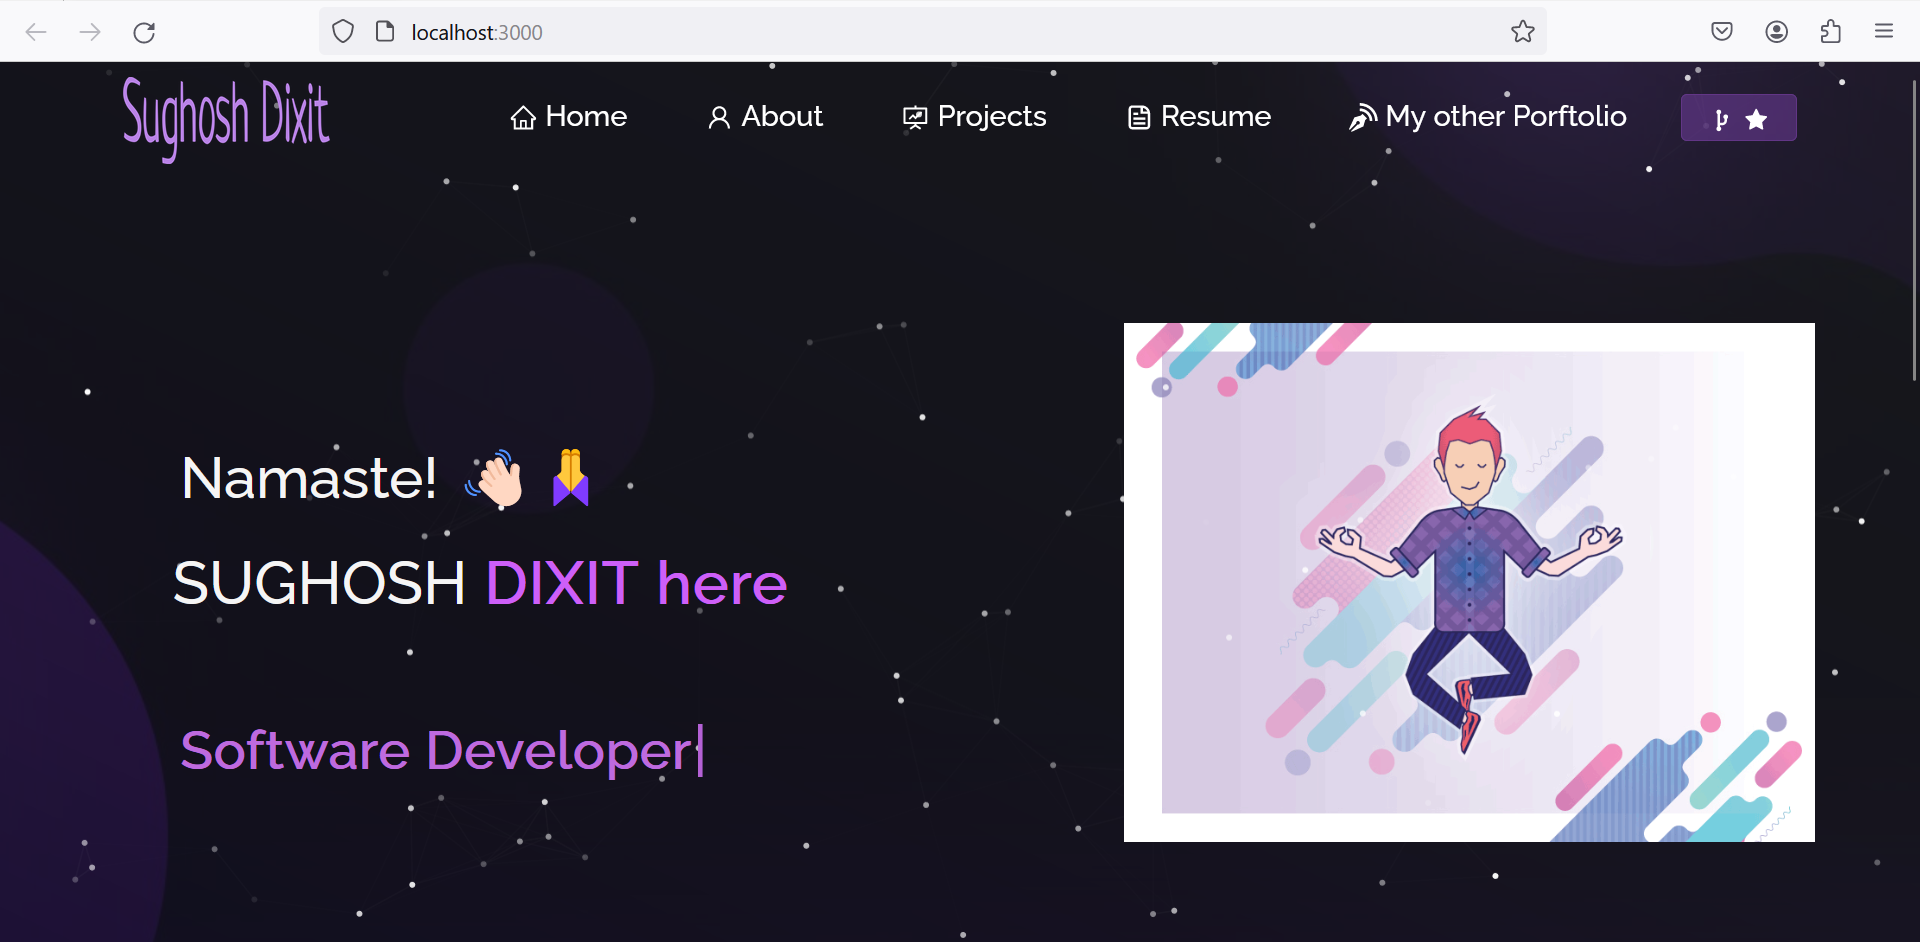 localhost:3000
Sughosh Dixit
Home
About
Projects
Resume
My other Porftolio
Namaste! 👋🏻 🙏
SUGHOSH DIXIT here
Software Developer|